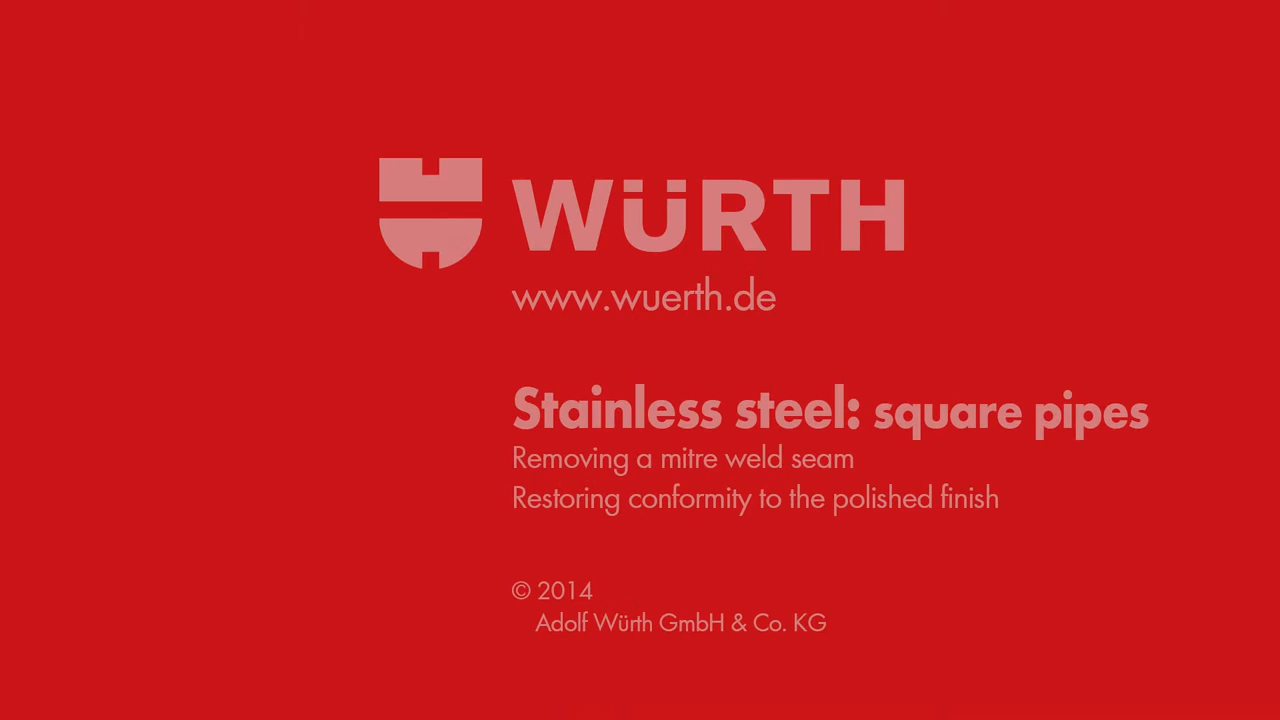 WÜRTH
www.wuerth.de
Stainless steel: square pipes
Removing a mitre weld seam
Restoring conformity to the polished finish
© 2014
Adolf Würth GmbH & Co. KG